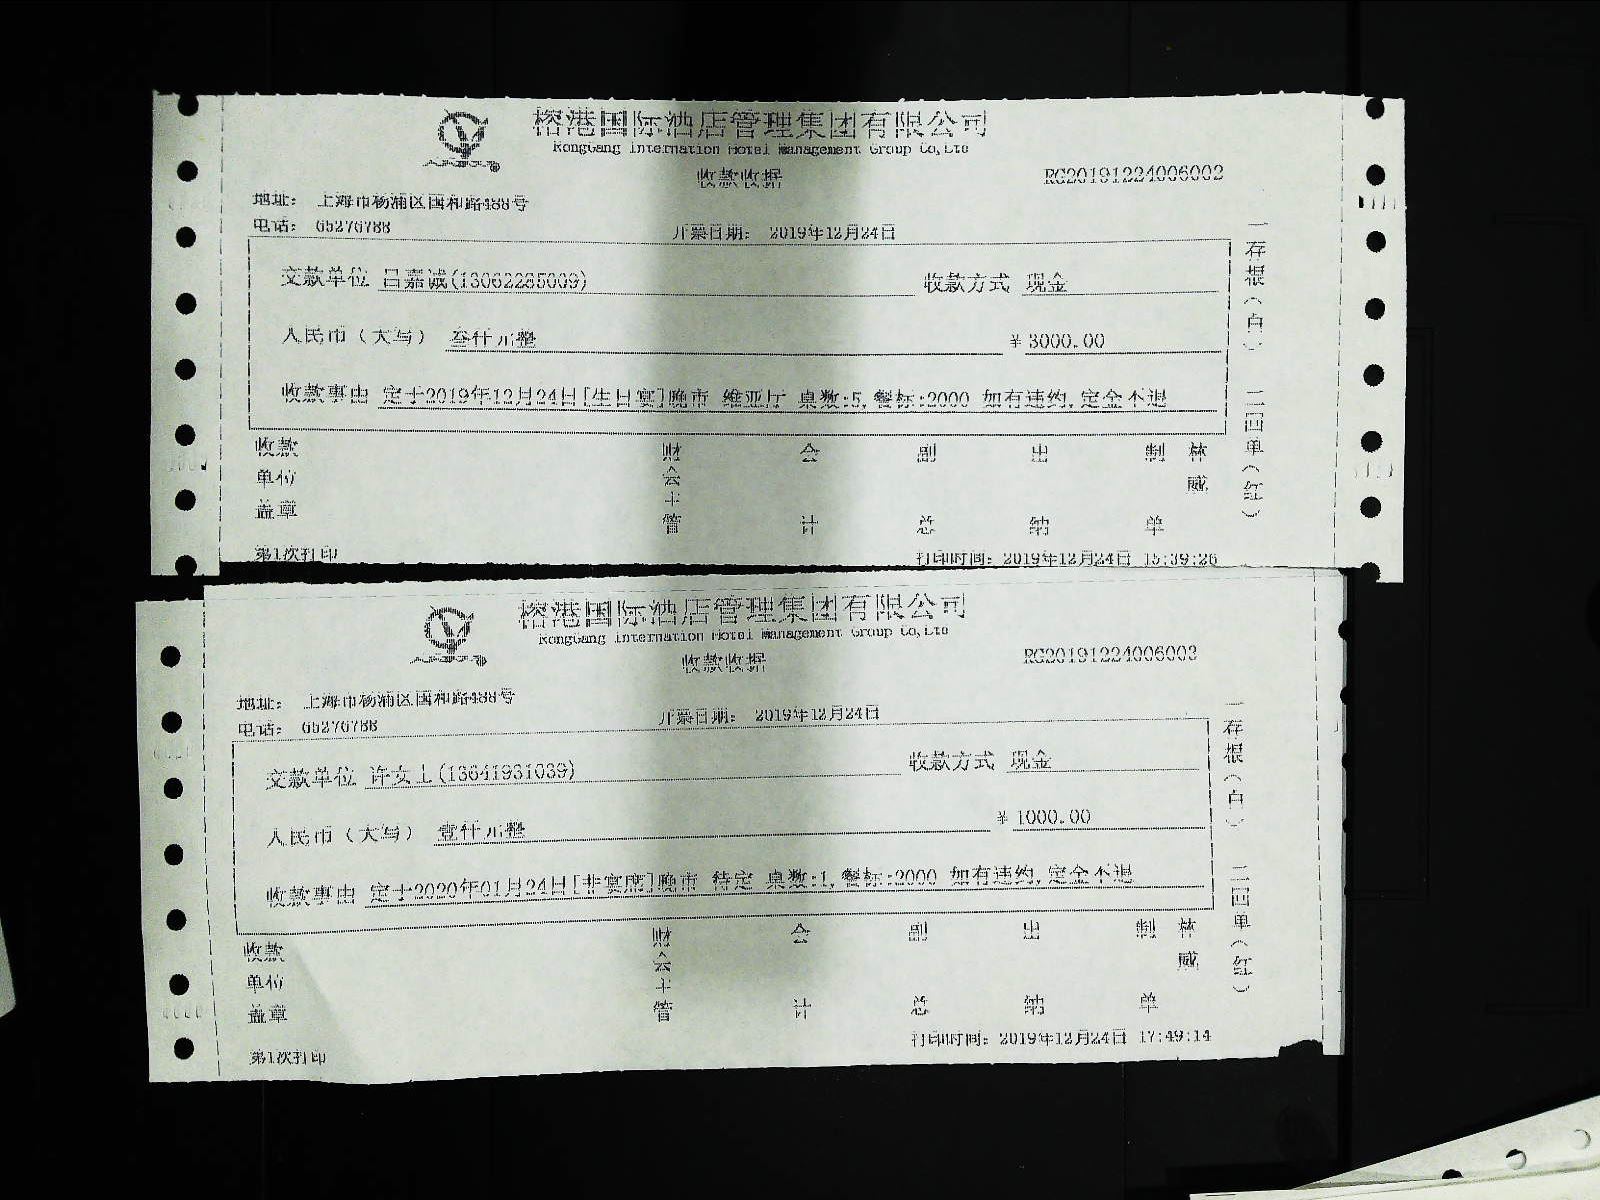 榕港国际酒店管理集团有限公司
RongGang Internation Hotel Management Group Co,Ltd
收款收据
RG20191224006002
地址： 上海市杨浦区国和路488号
电话： 65276788
开票日期： 2019年12月24日
交款单位 吕嘉诚(13062285009) 收款方式 现金
人民币（大写） 叁仟元整 ¥ 3000.00
收款事由 定于2019年12月24日[生日宴]晚市 维亚厅 桌数:5,餐标:2000 如有违约,定金不退
收款单位盖章 财会主管 会计 副总 出纳 制单 林威
一存根（白） 二回单（红）
第1次打印
打印时间：2019年12月24日 15:39:26
榕港国际酒店管理集团有限公司
RongGang Internation Hotel Management Group Co,Ltd
收款收据
RG20191224006003
地址： 上海市杨浦区国和路488号
电话： 65276788
开票日期： 2019年12月24日
交款单位 许女士(13641931039) 收款方式 现金
人民币（大写） 壹仟元整 ¥ 1000.00
收款事由 定于2020年01月24日[非宴席]晚市 待定 桌数:1,餐标:2000 如有违约,定金不退
收款单位盖章 财会主管 会计 副总 出纳 制单 林威
一存根（白） 二回单（红）
第1次打印
打印时间：2019年12月24日 17:49:14